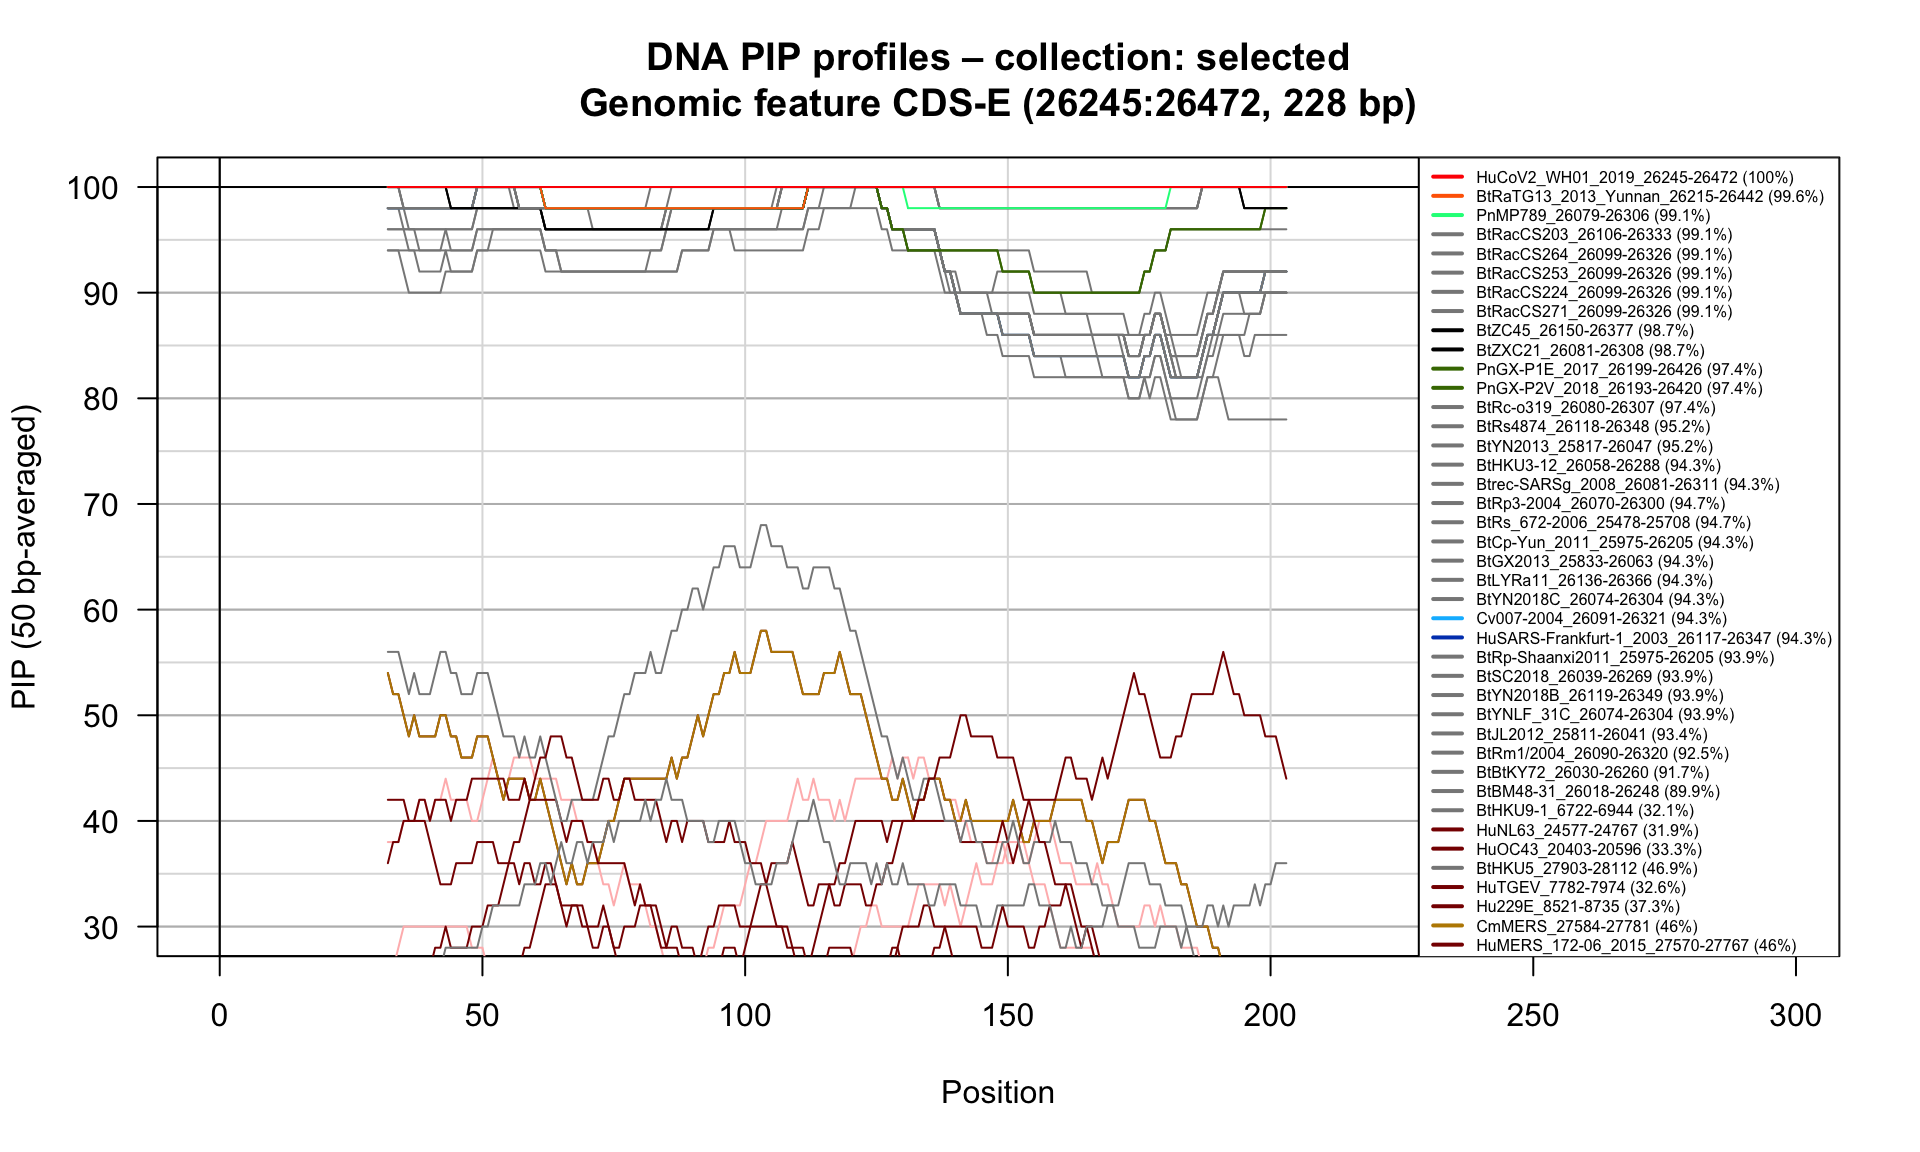 DNA PIP profiles – collection: selected
Genomic feature CDS-E (26245:26472, 228 bp)
PIP (50 bp-averaged)
100
90
80
70
60
50
40
30
HuCoV2_WH01_2019_26245-26472 (100%)
BtRaTG13_2013_Yunnan_26215-26442 (99.6%)
PnMP789_26079-26306 (99.1%)
BtRacCS203_26106-26333 (99.1%)
BtRacCS264_26099-26326 (99.1%)
BtRacCS253_26099-26326 (99.1%)
BtRacCS224_26099-26326 (99.1%)
BtRacCS271_26099-26326 (99.1%)
BtZC45_26150-26377 (98.7%)
BtZXC21_26081-26308 (98.7%)
PnGX-P1E_2017_26199-26426 (97.4%)
PnGX-P2V_2018_26193-26420 (97.4%)
BtRc-o319_26080-26307 (97.4%)
BtRs4874_26118-26348 (95.2%)
BtYN2013_25817-26047 (95.2%)
BtHKU3-12_26058-26288 (94.3%)
Btrec-SARSg_2008_26081-26311 (94.3%)
BtRp3-2004_26070-26300 (94.7%)
BtRs_672-2006_25478-25708 (94.7%)
BtCp-Yun_2011_25975-26205 (94.3%)
BtGX2013_25833-26063 (94.3%)
BtLYRa11_26136-26366 (94.3%)
BtYN2018C_26074-26304 (94.3%)
Cv007-2004_26091-26321 (94.3%)
HuSARS-Frankfurt-1_2003_26117-26347 (94.3%)
BtRp-Shaanxi2011_25975-26205 (93.9%)
BtSC2018_26039-26269 (93.9%)
BtYN2018B_26119-26349 (93.9%)
BtYNLF_31C_26074-26304 (93.9%)
BtJL2012_25811-26041 (93.4%)
BtRm1/2004_26090-26320 (92.5%)
BtBtKY72_26030-26260 (91.7%)
BtBM48-31_26018-26248 (89.9%)
BtHKU9-1_6722-6944 (32.1%)
HuNL63_24577-24767 (31.9%)
HuOC43_20403-20596 (33.3%)
BtHKU5_27903-28112 (46.9%)
HuTGEV_7782-7974 (32.6%)
Hu229E_8521-8735 (37.3%)
CmMERS_27584-27781 (46%)
HuMERS_172-06_2015_27570-27767 (46%)
0 50 100 150 200 250 300
Position